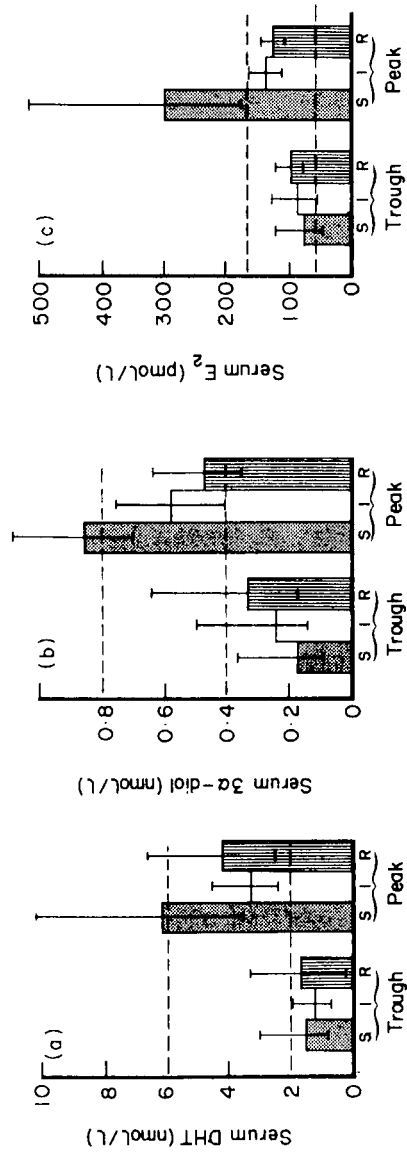 (a)
Serum DHT (nmol/L)
10
8
6
4
2
0
S I R S I R
Trough Peak
(b)
Serum 3α-diol (nmol/L)
0·8
0·6
0·4
0·2
0
S I R S I R
Trough Peak
(c)
Serum E2 (pmol/L)
500
400
300
200
100
0
S I R S I R
Trough Peak